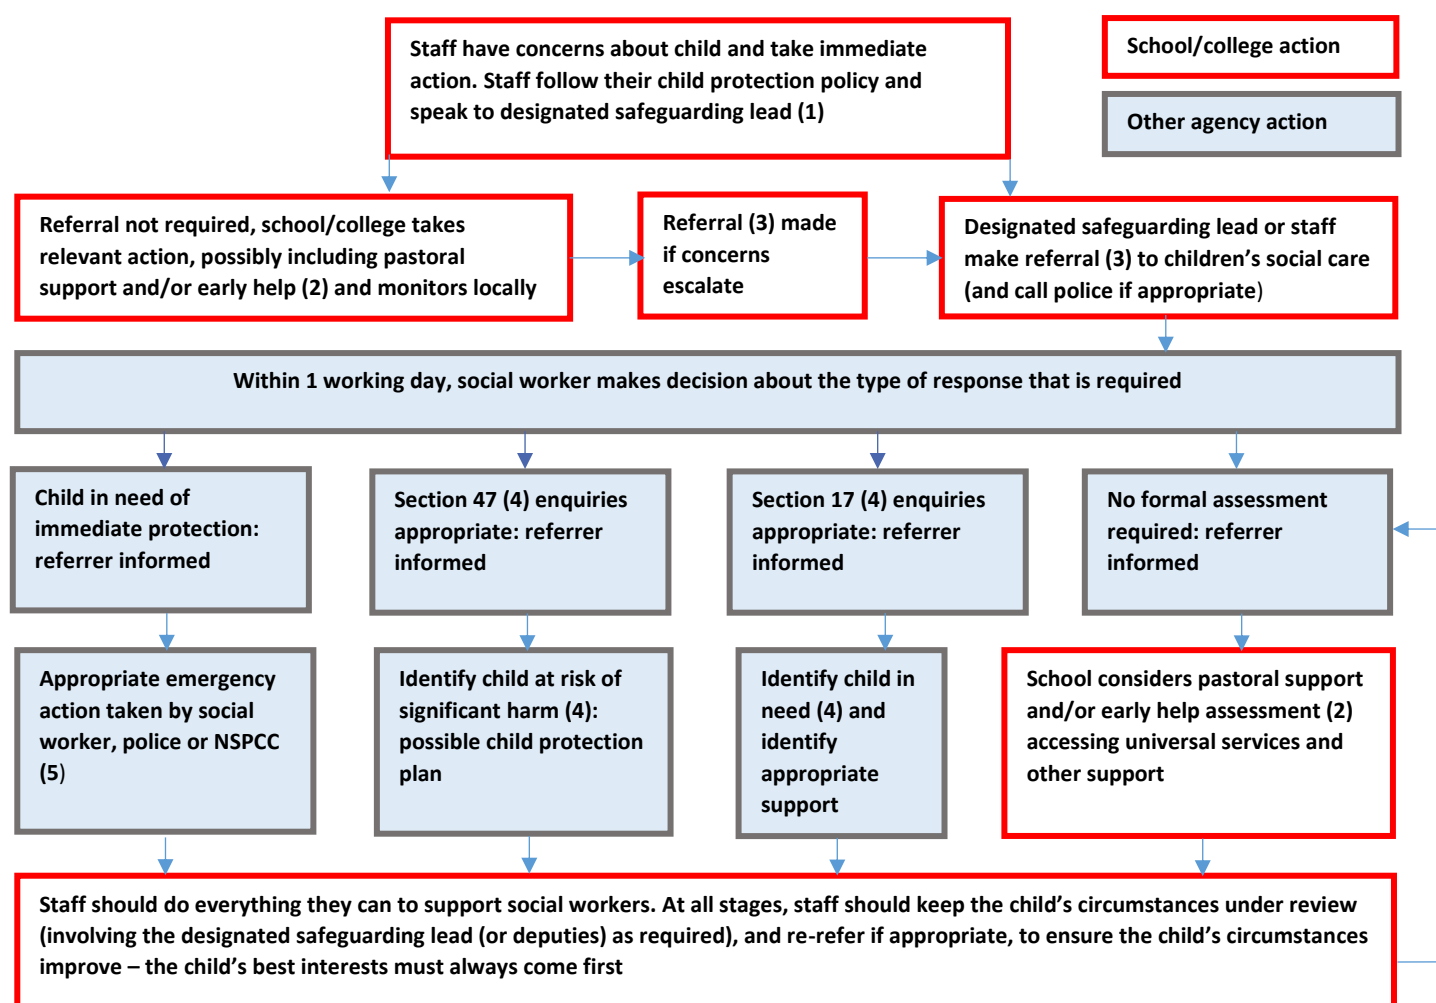 Staff have concerns about child and take immediate
action. Staff follow their child protection policy and
speak to designated safeguarding lead (1)
School/college action
Other agency action
Referral not required, school/college takes
relevant action, possibly including pastoral
support and/or early help (2) and monitors locally
Referral (3) made
if concerns
escalate
Designated safeguarding lead or staff
make referral (3) to children’s social care
(and call police if appropriate)
Within 1 working day, social worker makes decision about the type of response that is required
Child in need of
immediate protection:
referrer informed
Section 47 (4) enquiries
appropriate: referrer
informed
Section 17 (4) enquiries
appropriate: referrer
informed
No formal assessment
required: referrer
informed
Appropriate emergency
action taken by social
worker, police or NSPCC
(5)
Identify child at risk of
significant harm (4):
possible child protection
plan
Identify child in
need (4) and
identify
appropriate
support
School considers pastoral support
and/or early help assessment (2)
accessing universal services and
other support
Staff should do everything they can to support social workers. At all stages, staff should keep the child’s circumstances under review
(involving the designated safeguarding lead (or deputies) as required), and re-refer if appropriate, to ensure the child’s circumstances
improve – the child’s best interests must always come first